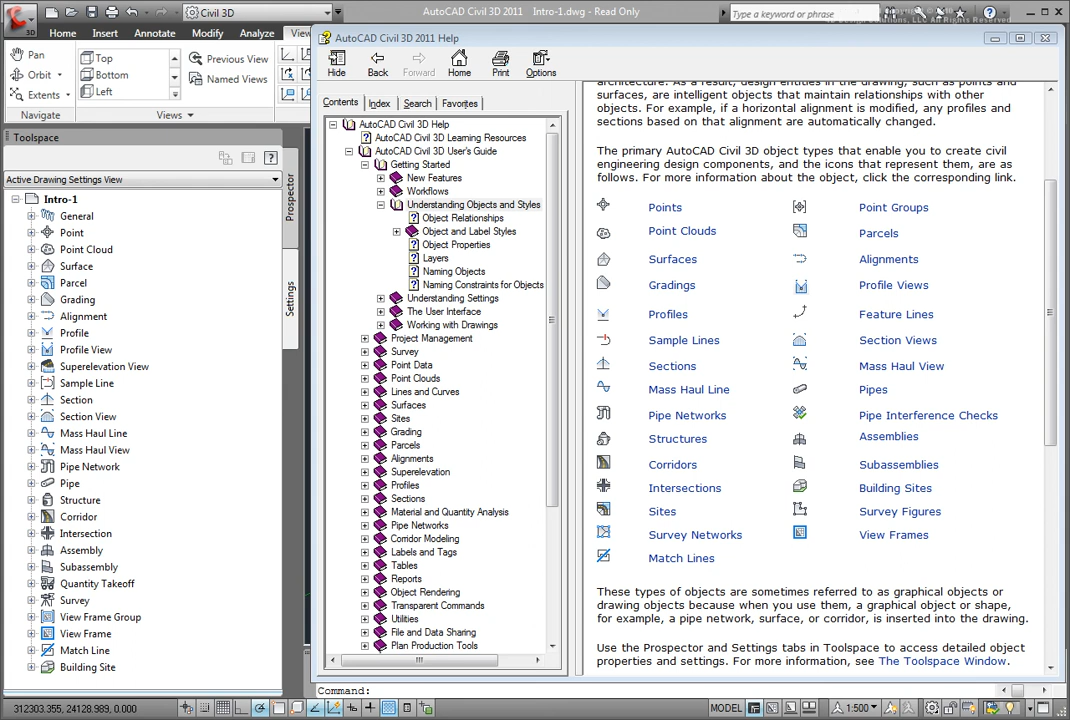 Civil 3D
AutoCAD Civil 3D 2011 Intro-1.dwg - Read Only
Type a keyword or phrase
3D
Home Insert Annotate Modify Analyze View
Pan
Orbit
Extents
Navigate
Top
Bottom
Left
Previous View
Named Views
Views
Toolspace
Active Drawing Settings View
Prospector
Settings
Intro-1
General
Point
Point Cloud
Surface
Parcel
Grading
Alignment
Profile
Profile View
Superelevation View
Sample Line
Section
Section View
Mass Haul Line
Mass Haul View
Pipe Network
Pipe
Structure
Corridor
Intersection
Assembly
Subassembly
Quantity Takeoff
Survey
View Frame Group
View Frame
Match Line
Building Site
AutoCAD Civil 3D 2011 Help
Hide Back Forward Home Print Options
Contents Index Search Favorites
AutoCAD Civil 3D Help
AutoCAD Civil 3D Learning Resources
AutoCAD Civil 3D User's Guide
Getting Started
New Features
Workflows
Understanding Objects and Styles
Object Relationships
Object and Label Styles
Object Properties
Layers
Naming Objects
Naming Constraints for Objects
Understanding Settings
The User Interface
Working with Drawings
Project Management
Survey
Point Data
Point Clouds
Lines and Curves
Surfaces
Sites
Grading
Parcels
Alignments
Superelevation
Profiles
Sections
Material and Quantity Analysis
Pipe Networks
Corridor Modeling
Labels and Tags
Tables
Reports
Object Rendering
Transparent Commands
Utilities
File and Data Sharing
Plan Production Tools
surfaces, are intelligent objects that maintain relationships with other
objects. For example, if a horizontal alignment is modified, any profiles and
sections based on that alignment are automatically changed.
The primary AutoCAD Civil 3D object types that enable you to create civil
engineering design components, and the icons that represent them, are as
follows. For more information about the object, click the corresponding link.
Points Point Groups
Point Clouds Parcels
Surfaces Alignments
Gradings Profile Views
Profiles Feature Lines
Sample Lines Section Views
Sections Mass Haul View
Mass Haul Line Pipes
Pipe Networks Pipe Interference Checks
Structures Assemblies
Corridors Subassemblies
Intersections Building Sites
Sites Survey Figures
Survey Networks View Frames
Match Lines
These types of objects are sometimes referred to as graphical objects or
drawing objects because when you use them, a graphical object or shape,
for example, a pipe network, surface, or corridor, is inserted into the drawing.
Use the Prospector and Settings tabs in Toolspace to access detailed object
properties and settings. For more information, see The Toolspace Window.
Command:
312303.355, 24128.989, 0.000
MODEL
1:500